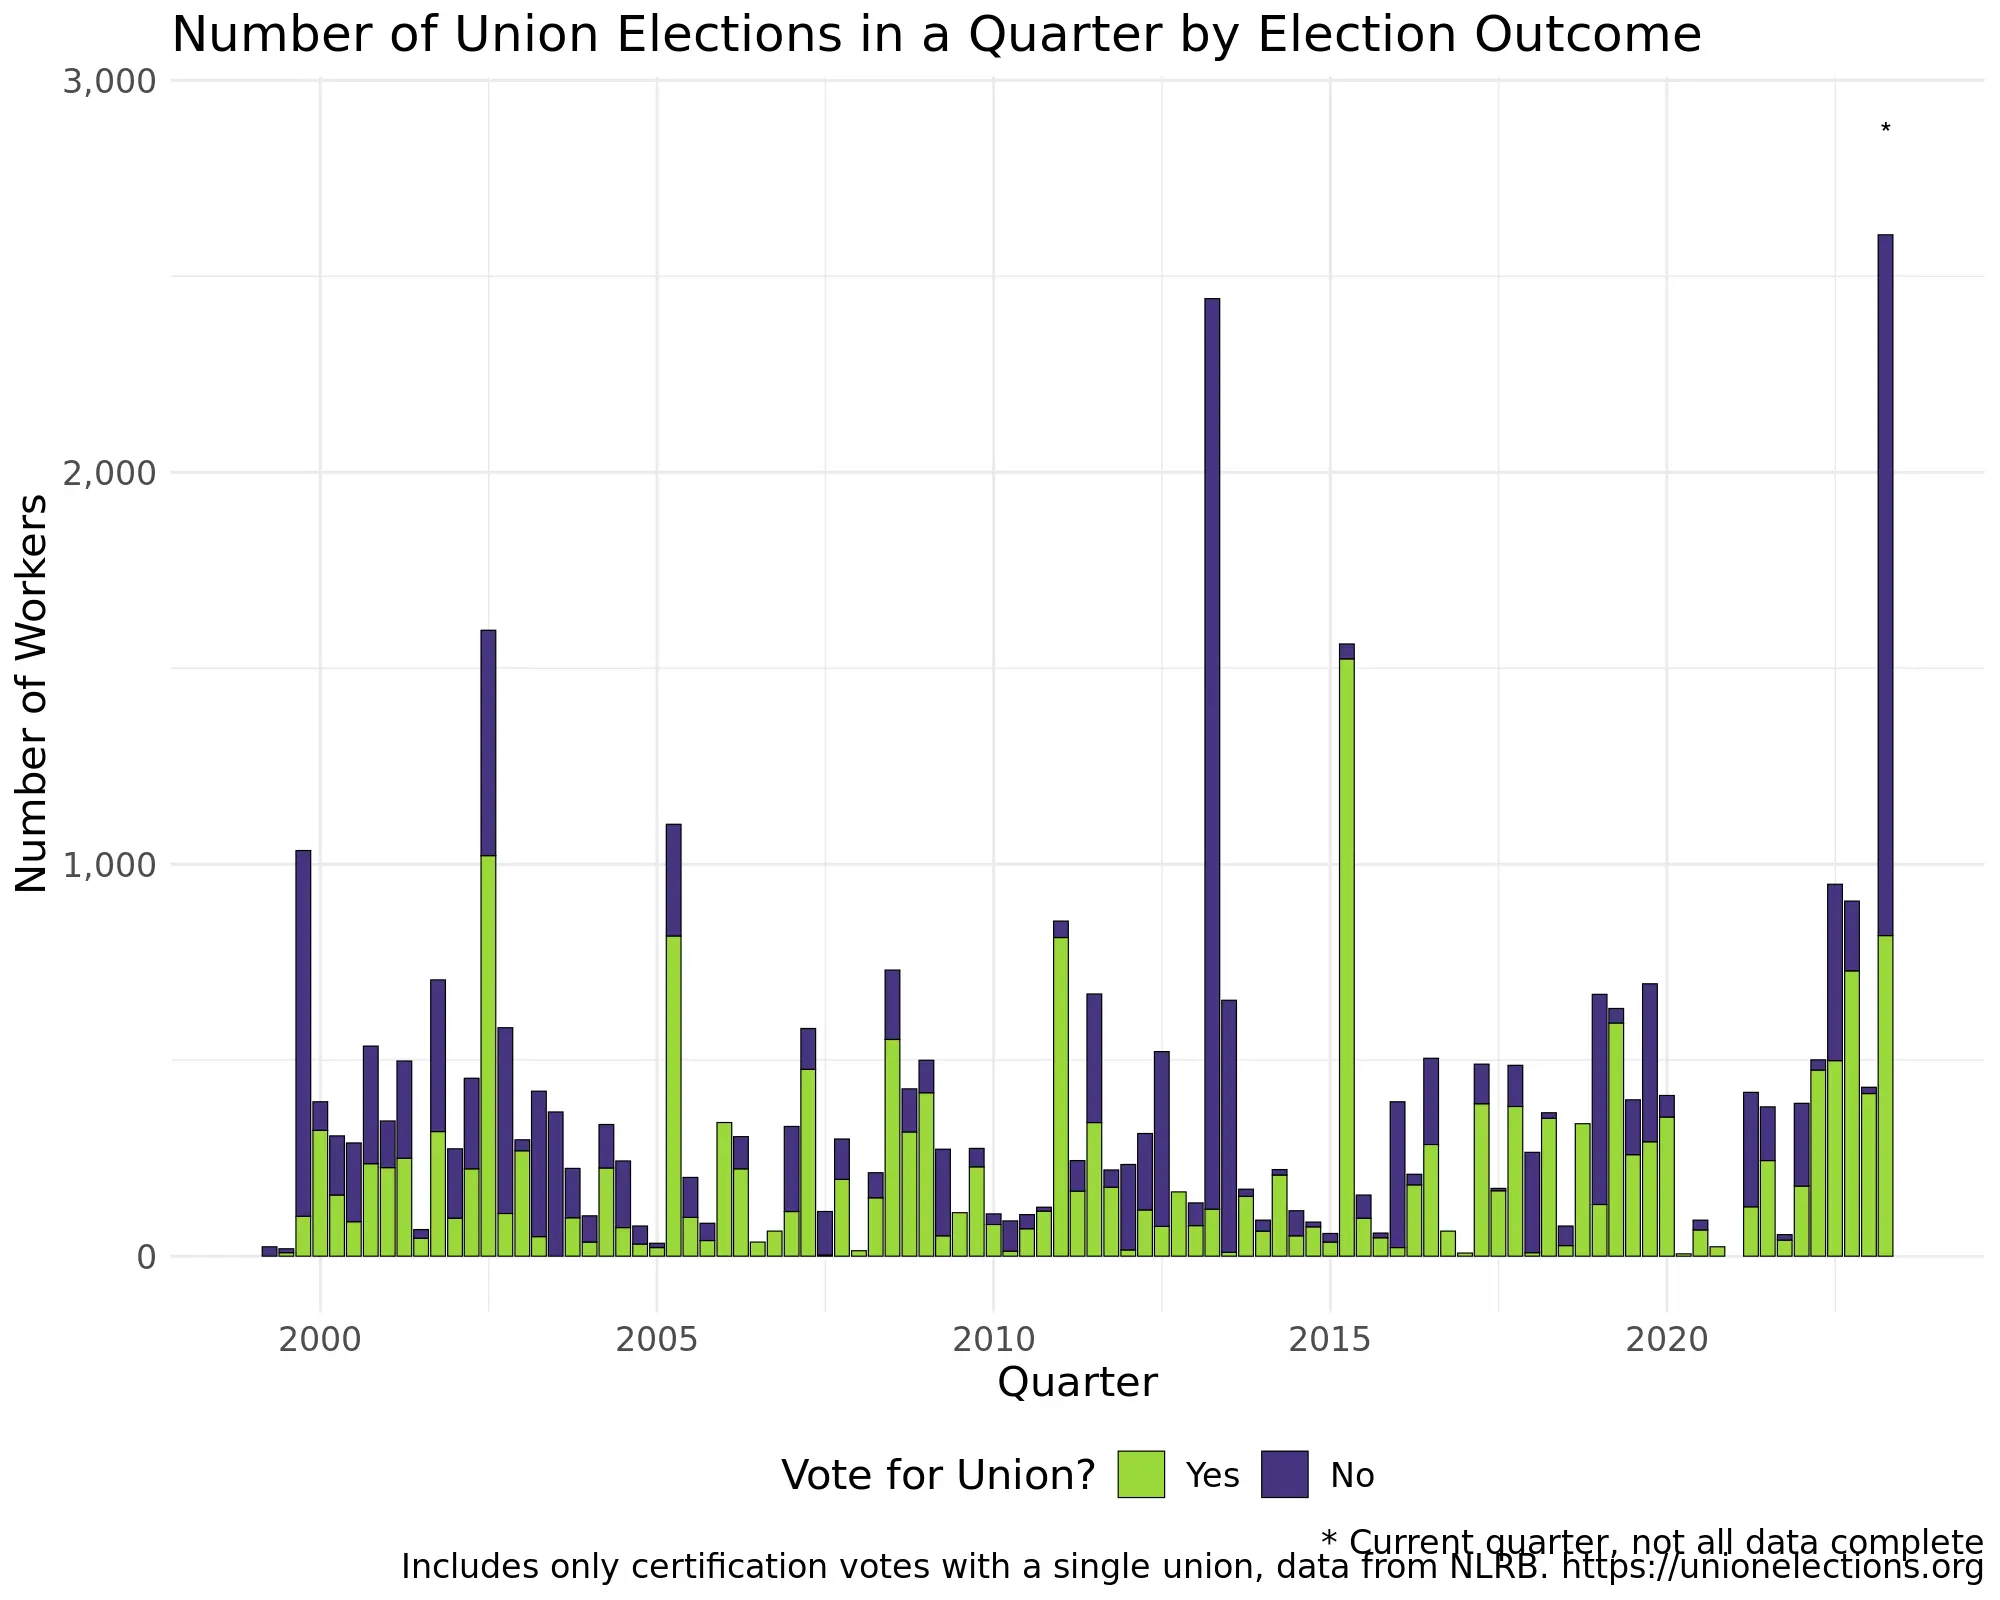 Number of Union Elections in a Quarter by Election Outcome
3,000
*
2,000
1,000
0
Number of Workers
2000 2005 2010 2015 2020
Quarter
Vote for Union? Yes No
* Current quarter, not all data complete
Includes only certification votes with a single union, data from NLRB. https://unionelections.org